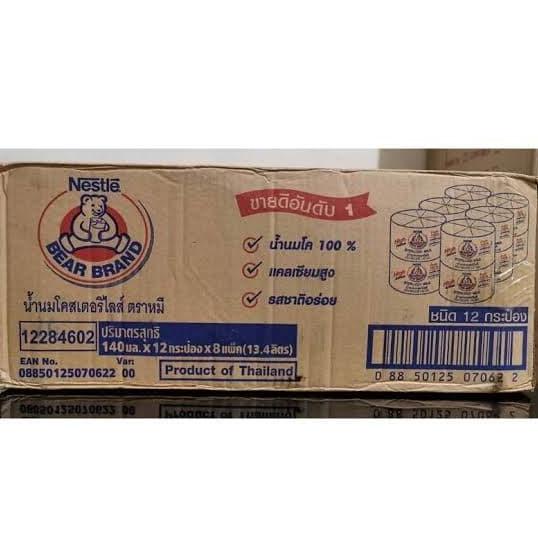 Nestlé
BEAR BRAND
น้ำนมโคสเตอริไลส์ ตราหมี
12284602
ปริมาตรสุทธิ
140 มล. x 12 กระป๋อง x 8 แพ็ค (13.4 ลิตร)
EAN No. Var:
08850125070622 00
Product of Thailand
ขายดีอันดับ 1
น้ำนมโค 100 %
แคลเซียมสูง
รสชาติอร่อย
ชนิด 12 กระป๋อง
0 88 50125 07062 2